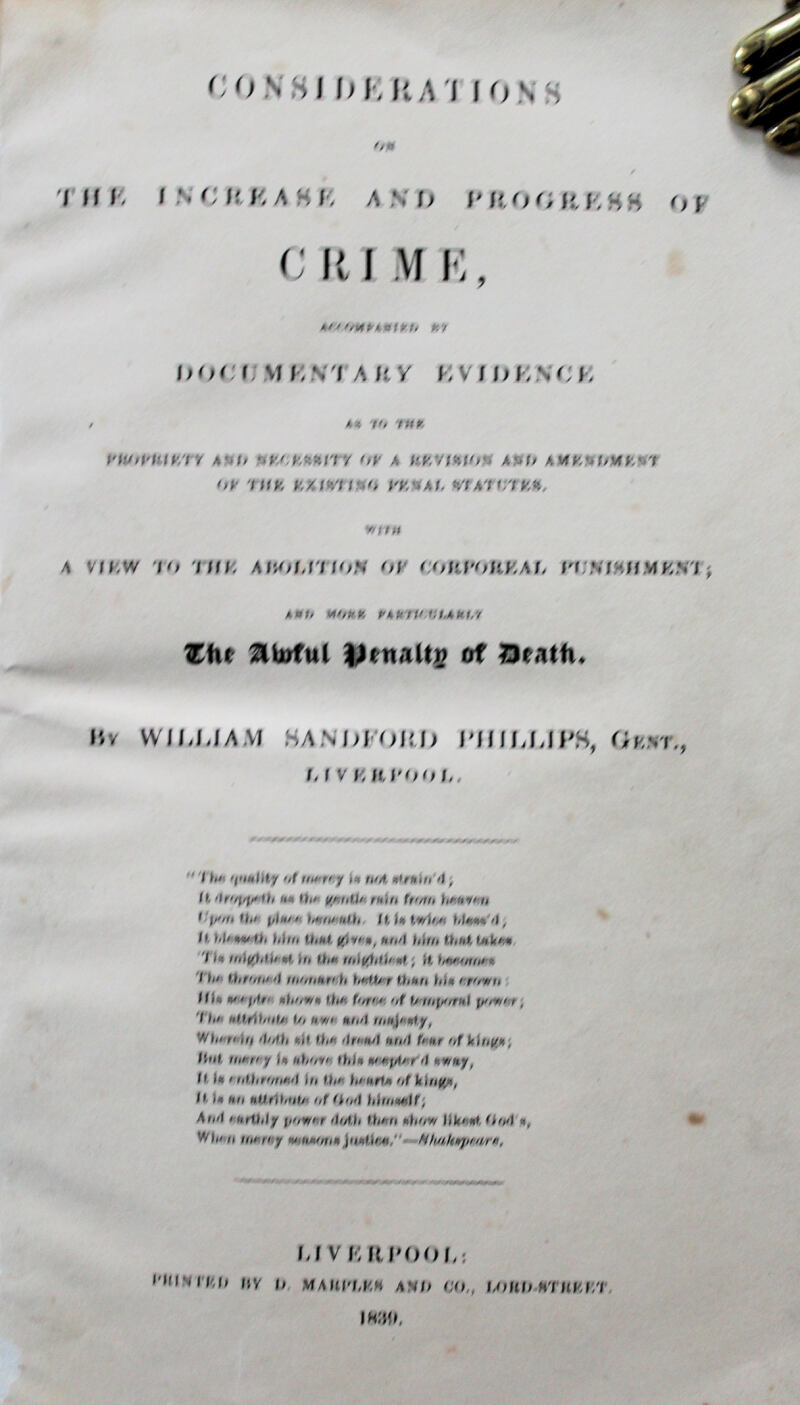 CONSIDERATIONS
ON
THE INCREASE AND PROGRESS OF
CRIME,
ACCOMPANIED BY
DOCUMENTARY EVIDENCE
AS TO THE
PROPRIETY AND NECESSITY OF A REVISION AND AMENDMENT
OF THE EXISTING PENAL STATUTES,
WITH
A VIEW TO THE ABOLITION OF CORPOREAL PUNISHMENT;
AND MORE PARTICULARLY
The Awful Penalty of Death.
By WILLIAM SANDFORD PHILLIPS, Gent.,
LIVERPOOL.
"The quality of mercy is not strain'd;
It droppeth as the gentle rain from heaven
Upon the place beneath. It is twice bless'd;
It blesseth him that gives, and him that takes.
'Tis mightiest in the mightiest; it becomes
The throned monarch better than his crown:
His sceptre shows the force of temporal power;
The attribute to awe and majesty,
Wherein doth sit the dread and fear of kings;
But mercy is above this scepter'd sway,
It is enthroned in the hearts of kings,
It is an attribute of God himself;
And earthly power doth then show likest God's,
When mercy seasons justice."—Shakspeare.
LIVERPOOL:
PRINTED BY D. MARPLES AND CO., LORD-STREET.
1839.